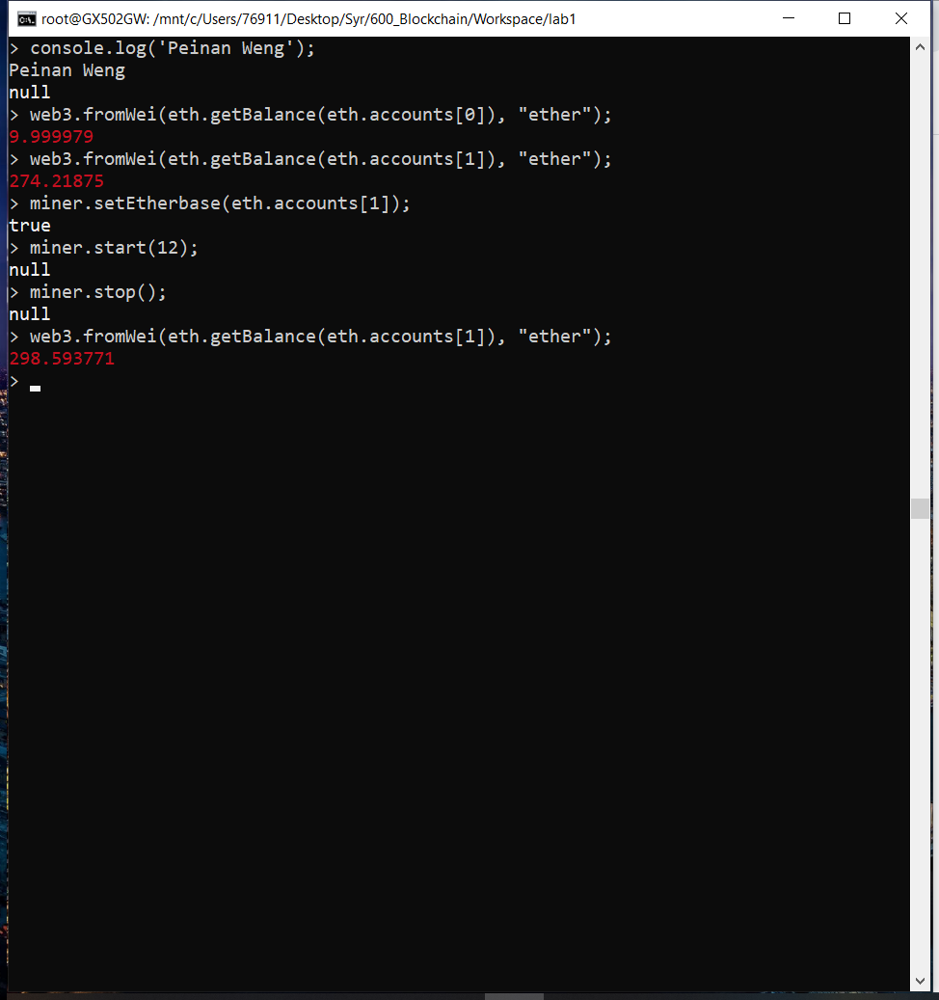 root@GX502GW: /mnt/c/Users/76911/Desktop/Syr/600_Blockchain/Workspace/lab1
> console.log('Peinan Weng');
Peinan Weng
null
> web3.fromWei(eth.getBalance(eth.accounts[0]), "ether");
9.999979
> web3.fromWei(eth.getBalance(eth.accounts[1]), "ether");
274.21875
> miner.setEtherbase(eth.accounts[1]);
true
> miner.start(12);
null
> miner.stop();
null
> web3.fromWei(eth.getBalance(eth.accounts[1]), "ether");
298.593771
>